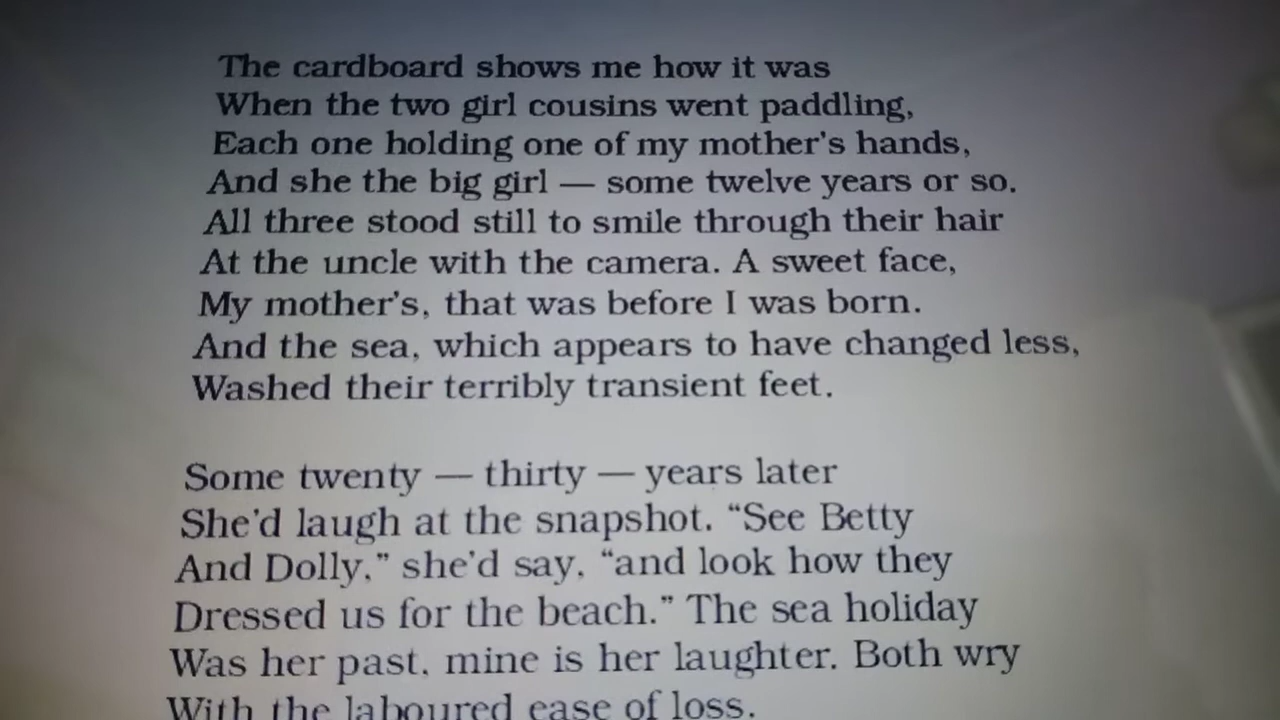 The cardboard shows me how it was
When the two girl cousins went paddling,
Each one holding one of my mother's hands,
And she the big girl — some twelve years or so.
All three stood still to smile through their hair
At the uncle with the camera. A sweet face,
My mother's, that was before I was born.
And the sea, which appears to have changed less,
Washed their terribly transient feet.

Some twenty — thirty — years later
She'd laugh at the snapshot. “See Betty
And Dolly,” she'd say, “and look how they
Dressed us for the beach.” The sea holiday
Was her past, mine is her laughter. Both wry
With the laboured ease of loss.